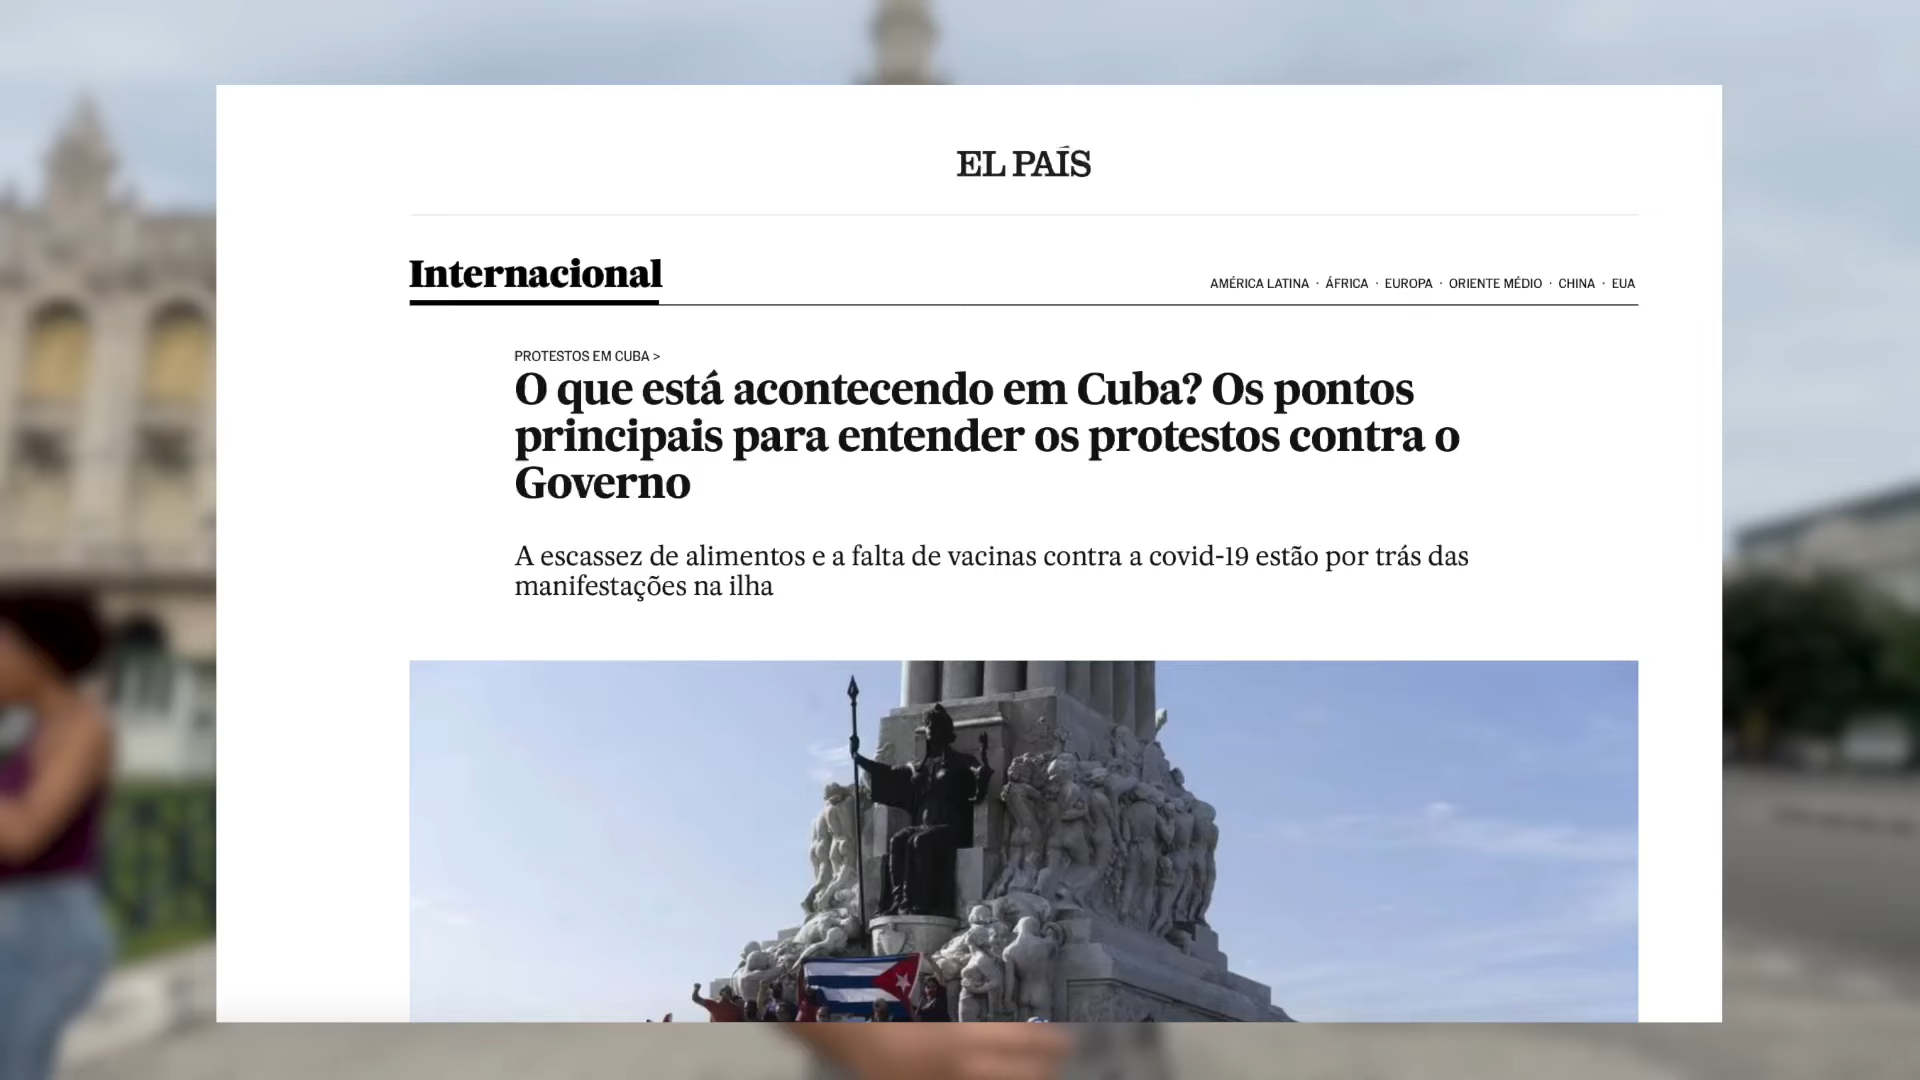 EL PAÍS
Internacional
AMÉRICA LATINA · ÁFRICA · EUROPA · ORIENTE MÉDIO · CHINA · EUA
PROTESTOS EM CUBA >
O que está acontecendo em Cuba? Os pontos
principais para entender os protestos contra o
Governo
A escassez de alimentos e a falta de vacinas contra a covid-19 estão por trás das
manifestações na ilha